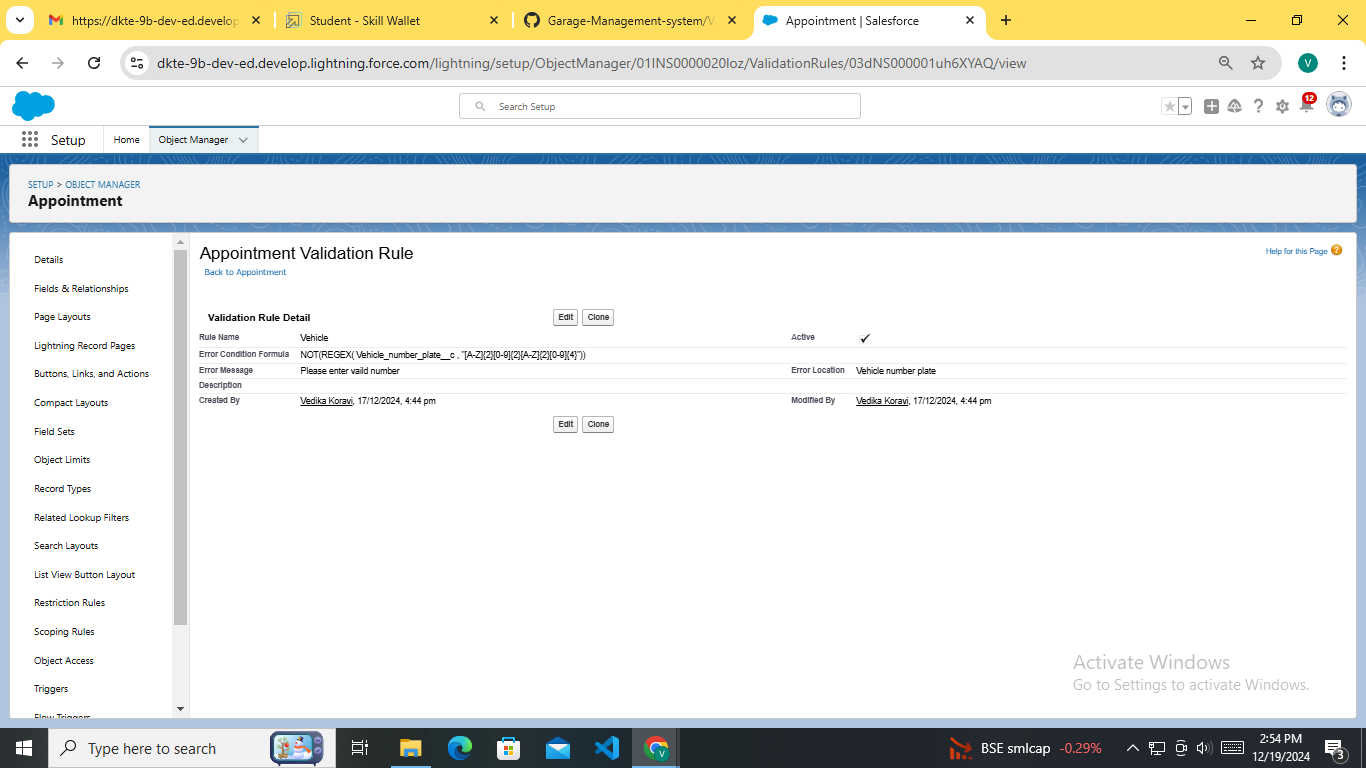 https://dkte-9b-dev-ed.develop
Student - Skill Wallet
Garage-Management-system/V
Appointment | Salesforce
dkte-9b-dev-ed.develop.lightning.force.com/lightning/setup/ObjectManager/01INS0000020Ioz/ValidationRules/03dNS000001uh6XYAQ/view
V
Search Setup
12
Setup
Home
Object Manager
SETUP > OBJECT MANAGER
Appointment
Details
Fields & Relationships
Page Layouts
Lightning Record Pages
Buttons, Links, and Actions
Compact Layouts
Field Sets
Object Limits
Record Types
Related Lookup Filters
Search Layouts
List View Button Layout
Restriction Rules
Scoping Rules
Object Access
Triggers
Flow Triggers
Appointment Validation Rule
Help for this Page
Back to Appointment
Validation Rule Detail
Edit Clone
Rule Name Vehicle Active
Error Condition Formula NOT(REGEX( Vehicle_number_plate__c , "[A-Z]{2}[0-9]{2}[A-Z]{2}[0-9]{4}"))
Error Message Please enter vaild number Error Location Vehicle number plate
Description
Created By Vedika Koravi, 17/12/2024, 4:44 pm Modified By Vedika Koravi, 17/12/2024, 4:44 pm
Edit Clone
Activate Windows
Go to Settings to activate Windows.
Type here to search
V
BSE smlcap -0.29%
2:54 PM
12/19/2024
3